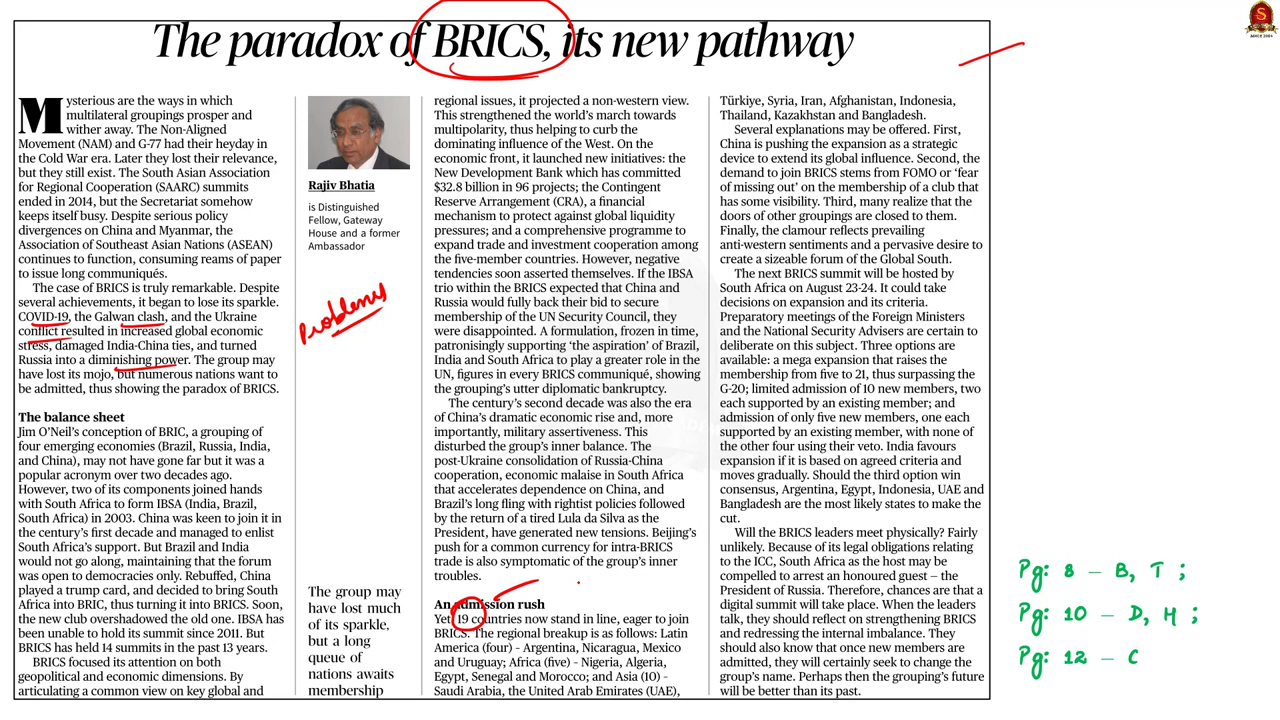 The paradox of BRICS, its new pathway
S
SINCE 2004
Mysterious are the ways in which
multilateral groupings prosper and
wither away. The Non-Aligned
Movement (NAM) and G-77 had their heyday in
the Cold War era. Later they lost their relevance,
but they still exist. The South Asian Association
for Regional Cooperation (SAARC) summits
ended in 2014, but the Secretariat somehow
keeps itself busy. Despite serious policy
divergences on China and Myanmar, the
Association of Southeast Asian Nations (ASEAN)
continues to function, consuming reams of paper
to issue long communiqués.
The case of BRICS is truly remarkable. Despite
several achievements, it began to lose its sparkle.
COVID-19, the Galwan clash, and the Ukraine
conflict resulted in increased global economic
stress, damaged India-China ties, and turned
Russia into a diminishing power. The group may
have lost its mojo, but numerous nations want to
be admitted, thus showing the paradox of BRICS.
The balance sheet
Jim O'Neil's conception of BRIC, a grouping of
four emerging economies (Brazil, Russia, India,
and China), may not have gone far but it was a
popular acronym over two decades ago.
However, two of its components joined hands
with South Africa to form IBSA (India, Brazil,
South Africa) in 2003. China was keen to join it in
the century's first decade and managed to enlist
South Africa's support. But Brazil and India
would not go along, maintaining that the forum
was open to democracies only. Rebuffed, China
played a trump card, and decided to bring South
Africa into BRIC, thus turning it into BRICS. Soon,
the new club overshadowed the old one. IBSA has
been unable to hold its summit since 2011. But
BRICS has held 14 summits in the past 13 years.
BRICS focused its attention on both
geopolitical and economic dimensions. By
articulating a common view on key global and
Rajiv Bhatia
is Distinguished
Fellow, Gateway
House and a former
Ambassador
Problems
The group may
have lost much
of its sparkle,
but a long
queue of
nations awaits
membership
regional issues, it projected a non-western view.
This strengthened the world's march towards
multipolarity, thus helping to curb the
dominating influence of the West. On the
economic front, it launched new initiatives: the
New Development Bank which has committed
$32.8 billion in 96 projects; the Contingent
Reserve Arrangement (CRA), a financial
mechanism to protect against global liquidity
pressures; and a comprehensive programme to
expand trade and investment cooperation among
the five-member countries. However, negative
tendencies soon asserted themselves. If the IBSA
trio within the BRICS expected that China and
Russia would fully back their bid to secure
membership of the UN Security Council, they
were disappointed. A formulation, frozen in time,
patronisingly supporting 'the aspiration' of Brazil,
India and South Africa to play a greater role in the
UN, figures in every BRICS communiqué, showing
the grouping's utter diplomatic bankruptcy.
The century's second decade was also the era
of China's dramatic economic rise and, more
importantly, military assertiveness. This
disturbed the group's inner balance. The
post-Ukraine consolidation of Russia-China
cooperation, economic malaise in South Africa
that accelerates dependence on China, and
Brazil's long fling with rightist policies followed
by the return of a tired Lula da Silva as the
President, have generated new tensions. Beijing's
push for a common currency for intra-BRICS
trade is also symptomatic of the group's inner
troubles.
An admission rush
Yet 19 countries now stand in line, eager to join
BRICS. The regional breakup is as follows: Latin
America (four) – Argentina, Nicaragua, Mexico
and Uruguay; Africa (five) – Nigeria, Algeria,
Egypt, Senegal and Morocco; and Asia (10) -
Saudi Arabia, the United Arab Emirates (UAE),
Türkiye, Syria, Iran, Afghanistan, Indonesia,
Thailand, Kazakhstan and Bangladesh.
Several explanations may be offered. First,
China is pushing the expansion as a strategic
device to extend its global influence. Second, the
demand to join BRICS stems from FOMO or 'fear
of missing out' on the membership of a club that
has some visibility. Third, many realize that the
doors of other groupings are closed to them.
Finally, the clamour reflects prevailing
anti-western sentiments and a pervasive desire to
create a sizeable forum of the Global South.
The next BRICS summit will be hosted by
South Africa on August 23-24. It could take
decisions on expansion and its criteria.
Preparatory meetings of the Foreign Ministers
and the National Security Advisers are certain to
deliberate on this subject. Three options are
available: a mega expansion that raises the
membership from five to 21, thus surpassing the
G-20; limited admission of 10 new members, two
each supported by an existing member; and
admission of only five new members, one each
supported by an existing member, with none of
the other four using their veto. India favours
expansion if it is based on agreed criteria and
moves gradually. Should the third option win
consensus, Argentina, Egypt, Indonesia, UAE and
Bangladesh are the most likely states to make the
cut.
Will the BRICS leaders meet physically? Fairly
unlikely. Because of its legal obligations relating
to the ICC, South Africa as the host may be
compelled to arrest an honoured guest – the
President of Russia. Therefore, chances are that a
digital summit will take place. When the leaders
talk, they should reflect on strengthening BRICS
and redressing the internal imbalance. They
should also know that once new members are
admitted, they will certainly seek to change the
group's name. Perhaps then the grouping's future
will be better than its past.
Pg: 8 – B, T ;
Pg: 10 – D, H ;
Pg: 12 – C